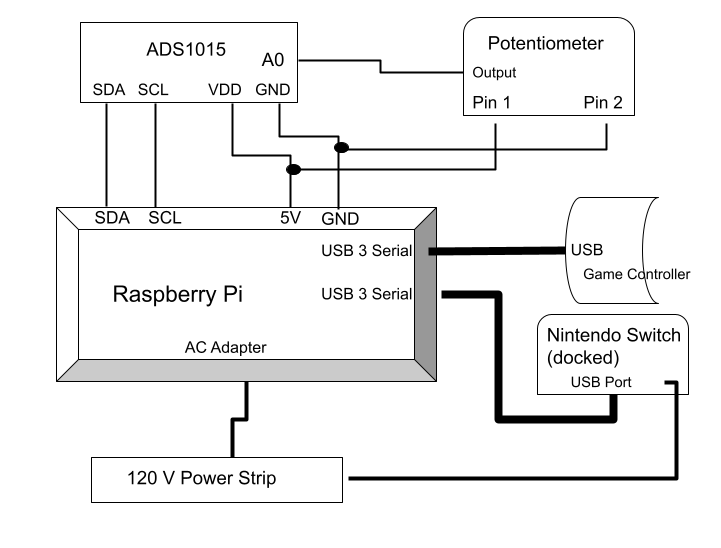 ADS1015
A0
SDA SCL VDD GND
Potentiometer
Output
Pin 1 Pin 2
SDA SCL 5V GND
USB 3 Serial
USB 3 Serial
Raspberry Pi
AC Adapter
USB
Game Controller
Nintendo Switch
(docked)
USB Port
120 V Power Strip